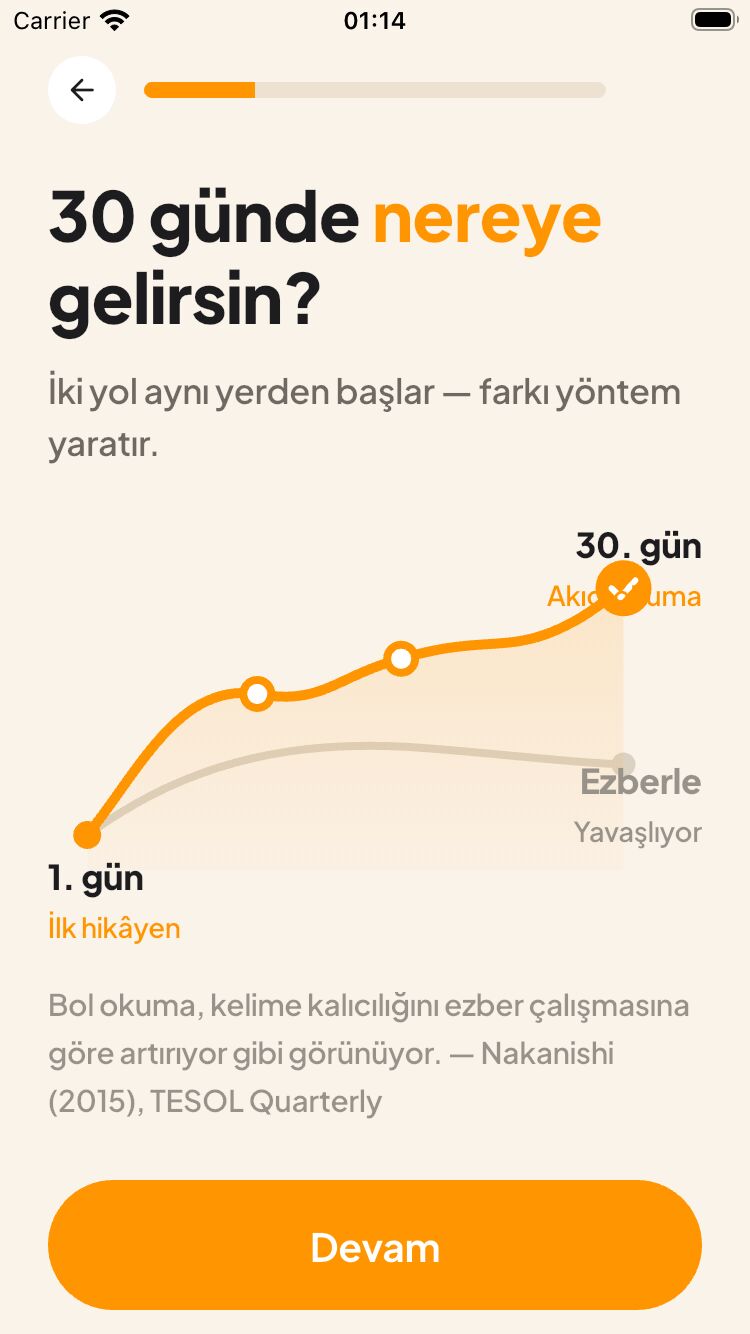 Carrier
01:14
30 günde nereye
gelirsin?
İki yol aynı yerden başlar — farkı yöntem
yaratır.
30. gün
Ezberle
Yavaşlıyor
1. gün
İlk hikâyen
Bol okuma, kelime kalıcılığını ezber çalışmasına
göre artırıyor gibi görünüyor. — Nakanishi
(2015), TESOL Quarterly
Devam